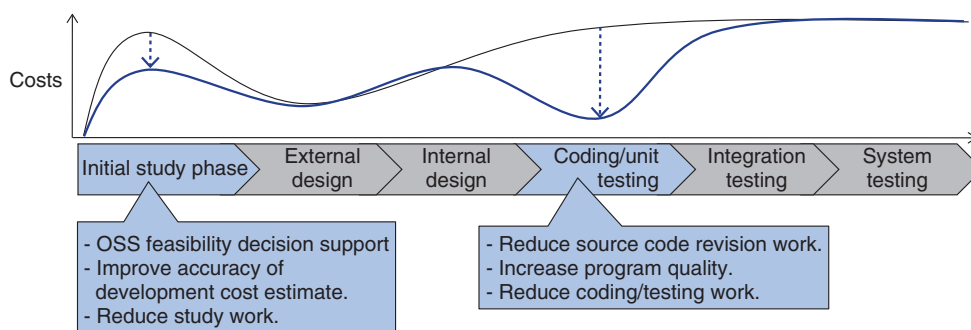 Costs
Initial study phase
External
design
Internal
design
Coding/unit
testing
Integration
testing
System
testing
- OSS feasibility decision support
- Improve accuracy of
development cost estimate.
- Reduce study work.
- Reduce source code revision work.
- Increase program quality.
- Reduce coding/testing work.